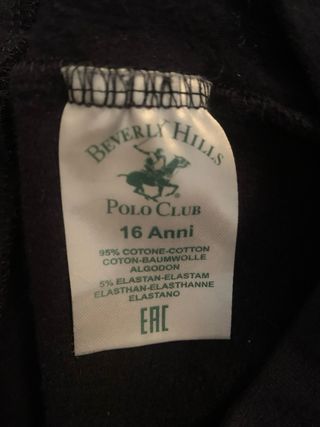 BEVERLY HILLS
POLO CLUB
16 Anni
95% COTONE-COTTON
COTON-BAUMWOLLE
ALGODON
5% ELASTAN-ELASTAM
ELASTHAN-ELASTHANNE
ELASTANO
EAC